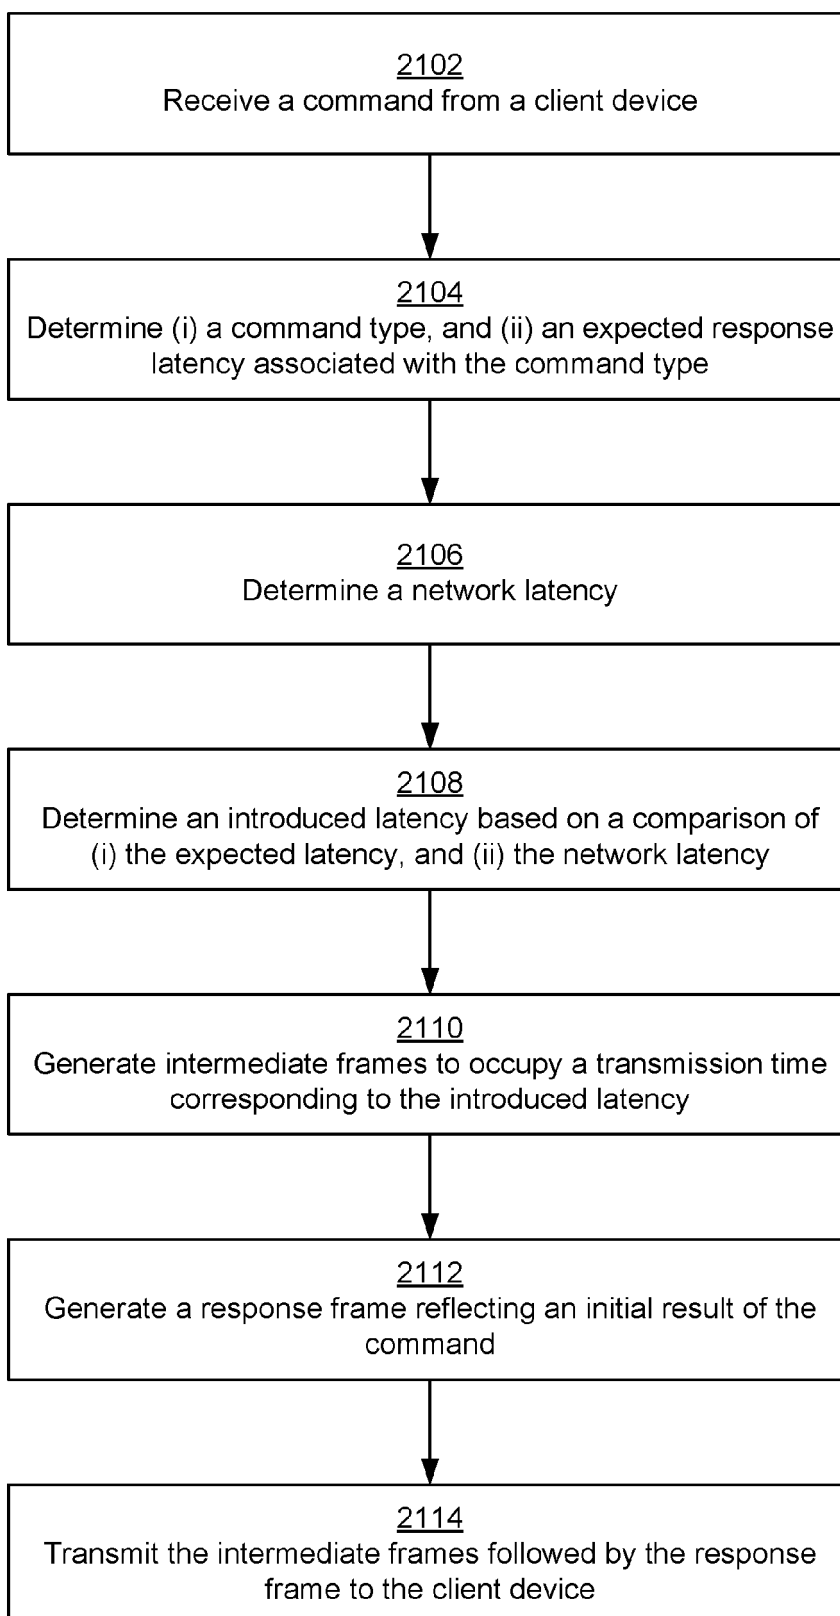 2102
Receive a command from a client device
2104
Determine (i) a command type, and (ii) an expected response
latency associated with the command type
2106
Determine a network latency
2108
Determine an introduced latency based on a comparison of
(i) the expected latency, and (ii) the network latency
2110
Generate intermediate frames to occupy a transmission time
corresponding to the introduced latency
2112
Generate a response frame reflecting an initial result of the
command
2114
Transmit the intermediate frames followed by the response
frame to the client device